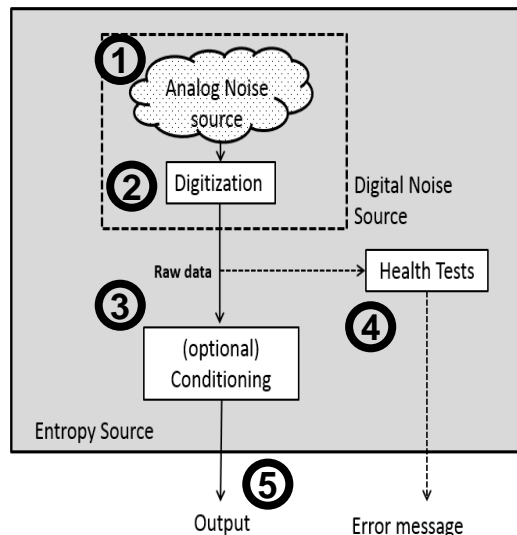 1
Analog Noise
source
2
Digitization
Digital Noise
Source
Raw data
Health Tests
3
4
(optional)
Conditioning
Entropy Source
5
Output
Error message